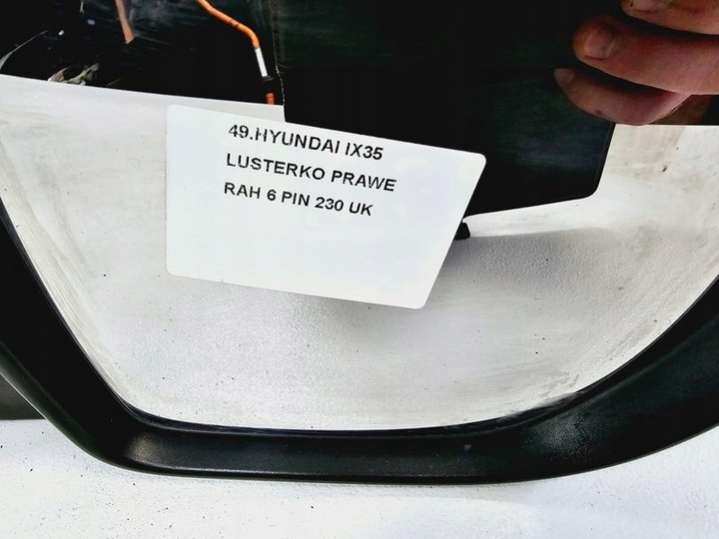 49.HYUNDAI IX35
LUSTERKO PRAWE
RAH 6 PIN 230 UK